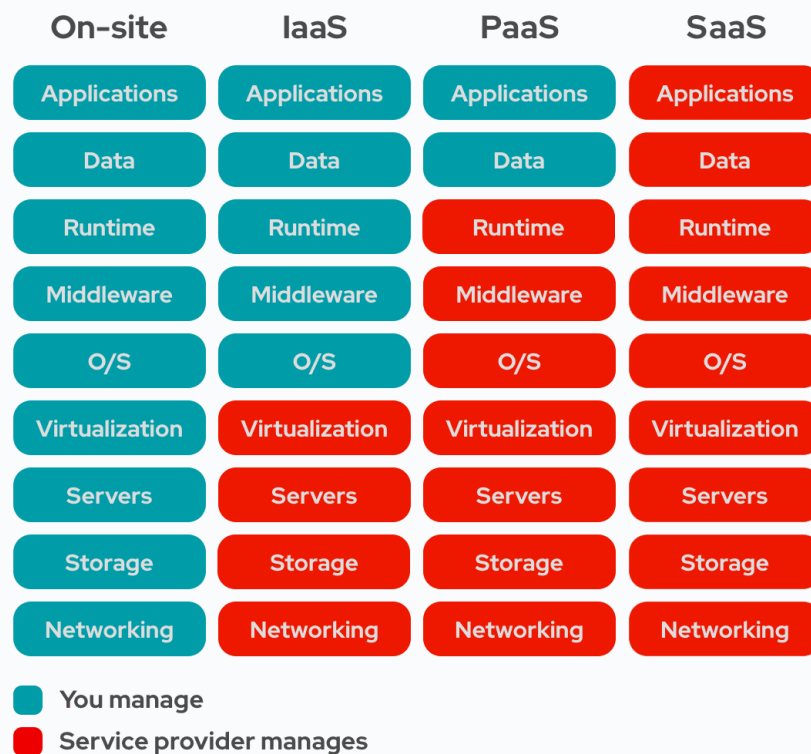 On-site IaaS PaaS SaaS
Applications Applications Applications Applications
Data Data Data Data
Runtime Runtime Runtime Runtime
Middleware Middleware Middleware Middleware
O/S O/S O/S O/S
Virtualization Virtualization Virtualization Virtualization
Servers Servers Servers Servers
Storage Storage Storage Storage
Networking Networking Networking Networking
You manage
Service provider manages